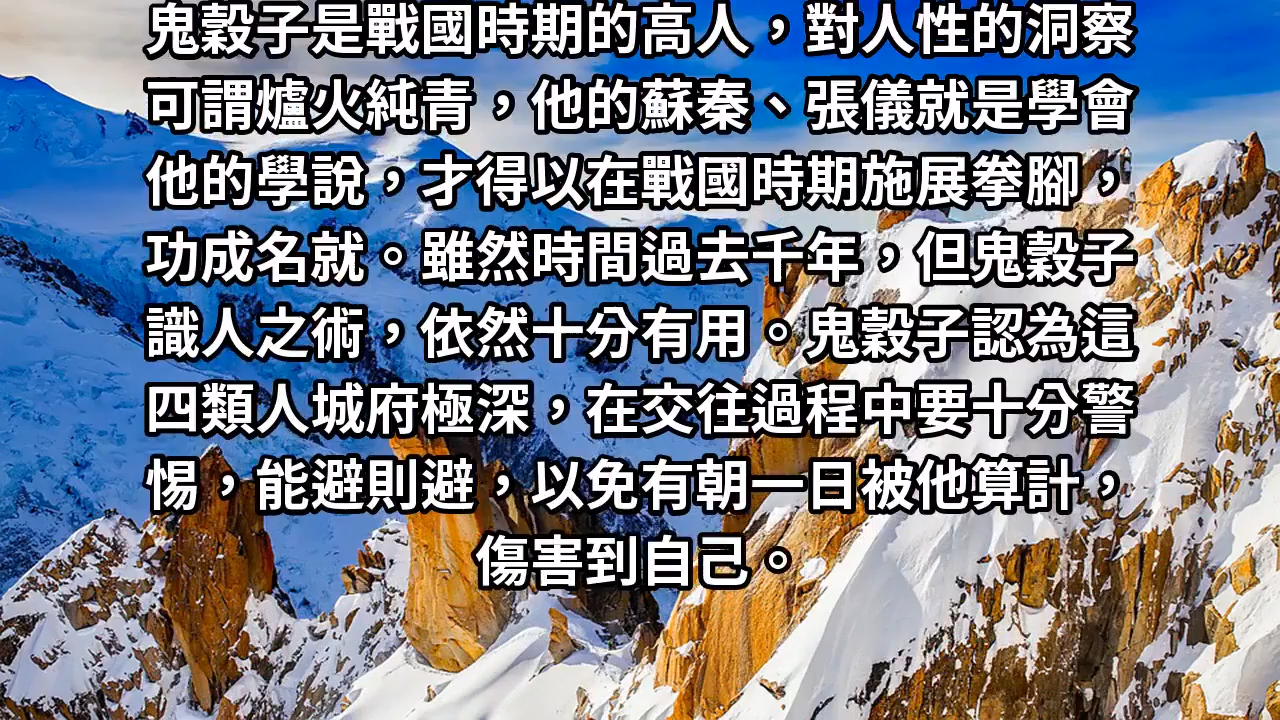 鬼穀子是戰國時期的高人，對人性的洞察
可謂爐火純青，他的蘇秦、張儀就是學會
他的學說，才得以在戰國時期施展拳腳，
功成名就。雖然時間過去千年，但鬼穀子
識人之術，依然十分有用。鬼穀子認為這
四類人城府極深，在交往過程中要十分警
惕，能避則避，以免有朝一日被他算計，
傷害到自己。